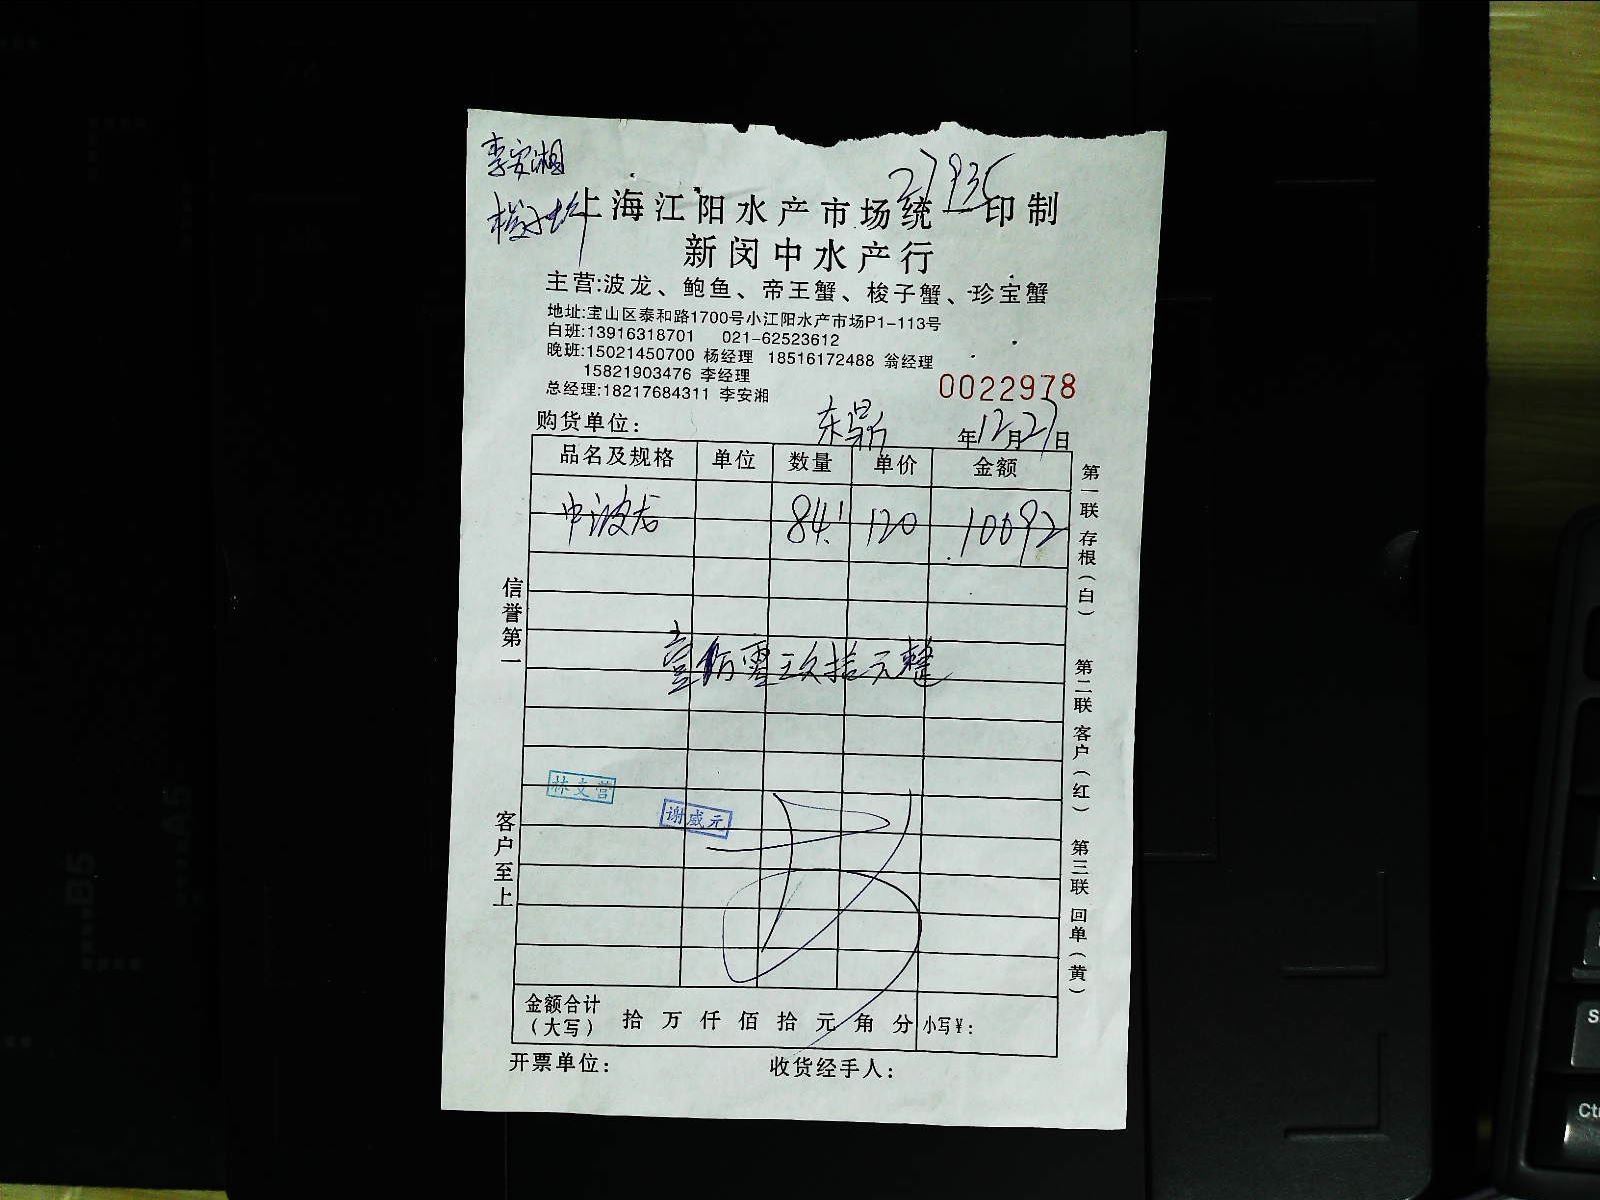 李安湘
27935
上海江阳水产市场统一印制
新闵中水产行
主营:波龙、鲍鱼、帝王蟹、梭子蟹、珍宝蟹
地址:宝山区泰和路1700号小江阳水产市场P1-113号
白班:13916318701 021-62523612
晚班:15021450700 杨经理 18516172488 翁经理
15821903476 李经理
总经理:18217684311 李安湘
0022978
购货单位: 东昴 年12月27日
品名及规格 单位 数量 单价 金额
中波龙 84.1 120 10092
整
信誉第一
客户至上
林文营
谢威元
金额合计(大写) 拾 万 仟 佰 拾 元 角 分 小写¥:
开票单位: 收货经手人:
第一联 存根(白) 第二联 客户(红) 第三联 回单(黄)